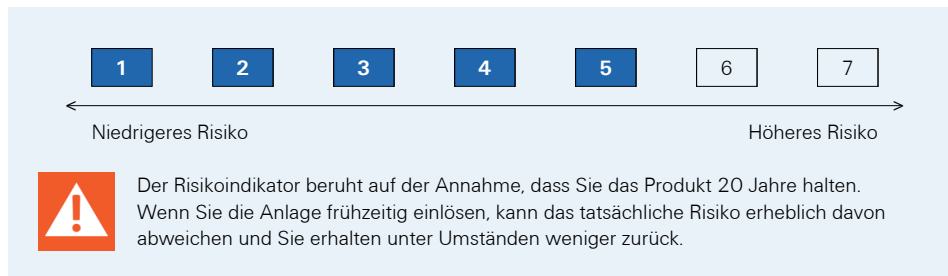 1 2 3 4 5 6 7
Niedrigeres Risiko Höheres Risiko
Der Risikoindikator beruht auf der Annahme, dass Sie das Produkt 20 Jahre halten.
Wenn Sie die Anlage frühzeitig einlösen, kann das tatsächliche Risiko erheblich davon
abweichen und Sie erhalten unter Umständen weniger zurück.